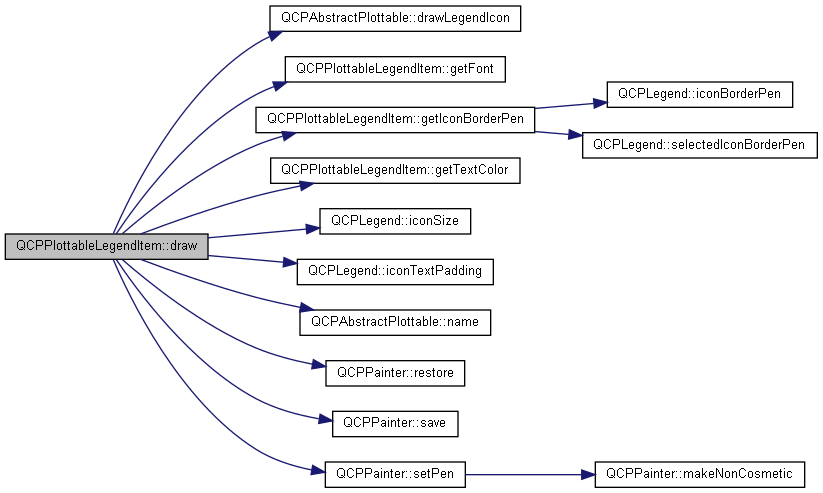 QCPAbstractPlottable::drawLegendIcon
QCPPlottableLegendItem::getFont
QCPLegend::iconBorderPen
QCPPlottableLegendItem::getIconBorderPen
QCPLegend::selectedIconBorderPen
QCPPlottableLegendItem::getTextColor
QCPLegend::iconSize
QCPPlottableLegendItem::draw
QCPLegend::iconTextPadding
QCPAbstractPlottable::name
QCPPainter::restore
QCPPainter::save
QCPPainter::setPen
QCPPainter::makeNonCosmetic